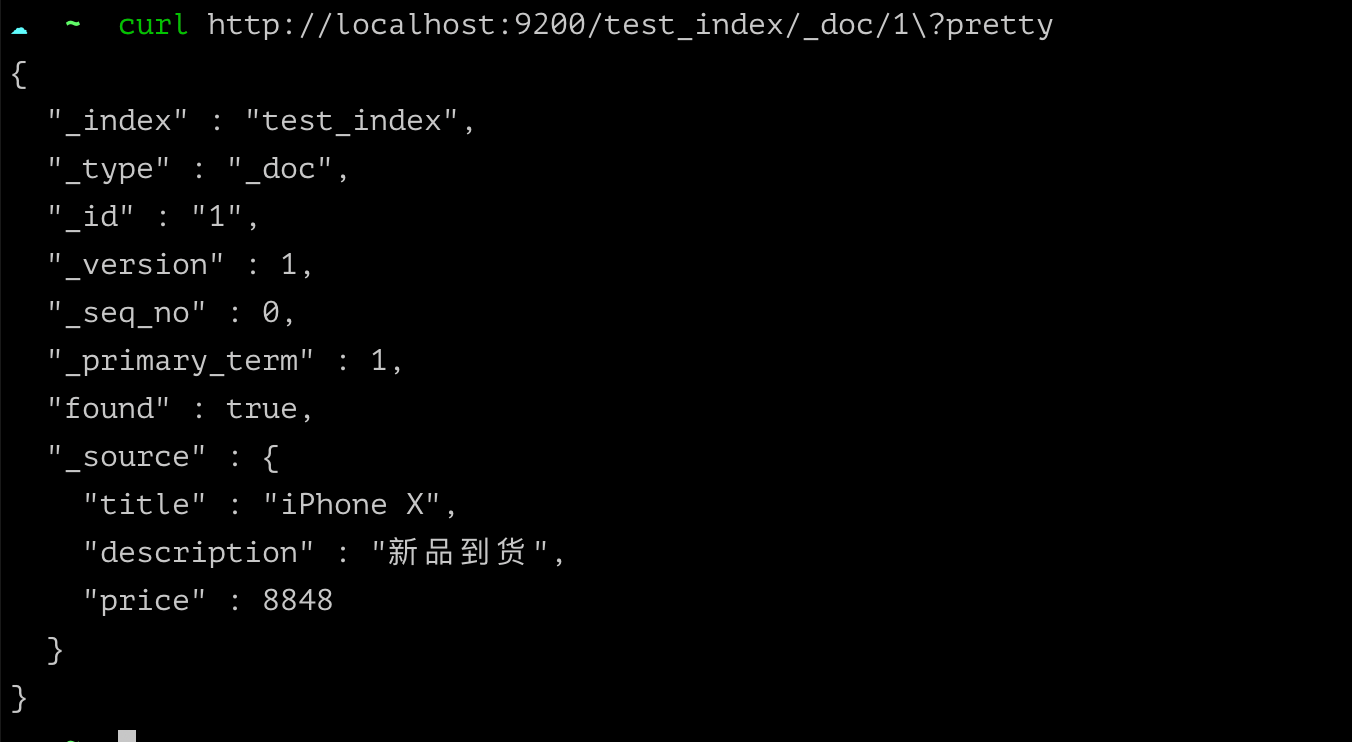 ~ curl http://localhost:9200/test_index/_doc/1\?pretty
{
  "_index" : "test_index",
  "_type" : "_doc",
  "_id" : "1",
  "_version" : 1,
  "_seq_no" : 0,
  "_primary_term" : 1,
  "found" : true,
  "_source" : {
    "title" : "iPhone X",
    "description" : "新品到货",
    "price" : 8848
  }
}
~